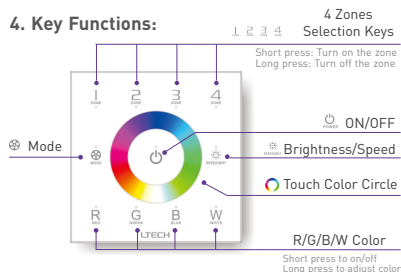 4. Key Functions:
1 2 3 4
4 Zones
Selection Keys
Short press: Turn on the zone
Long press: Turn off the zone
1 2 3 4
ZONE ZONE ZONE ZONE
POWER
ON/OFF
Mode
MODE
SPEED/BRT
SPEED/BRT
Brightness/Speed
Touch Color Circle
R G B W
RED GREEN BLUE WHITE
LTECH
R/G/B/W Color
Short press to on/off
Long press to adjust color